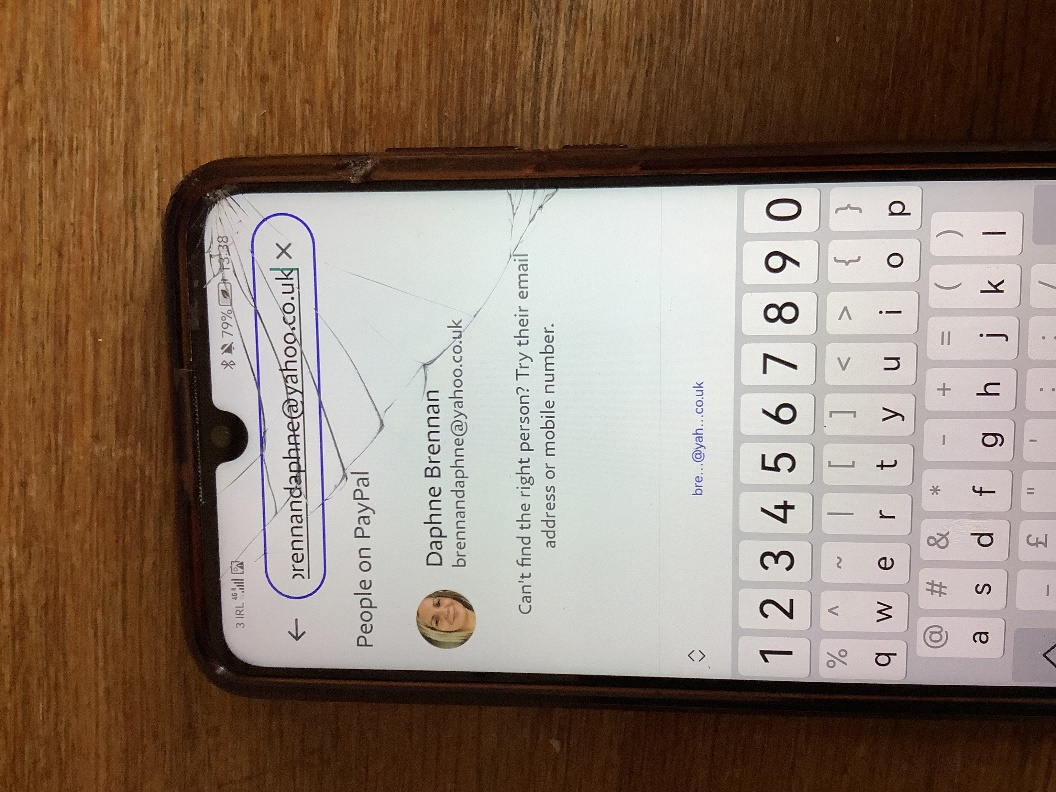 3 IRL 4G
79% 13:38
brennandaphne@yahoo.co.uk
People on PayPal
Daphne Brennan
brennandaphne@yahoo.co.uk
Can't find the right person? Try their email
address or mobile number.
bre...@yah...co.uk
1 2 3 4 5 6 7 8 9 0
% ^ ~ | [ ] < > { }
q w e r t y u i o p
@ # & * - + = ( )
a s d f g h j k l
_ £ " ' : ; /